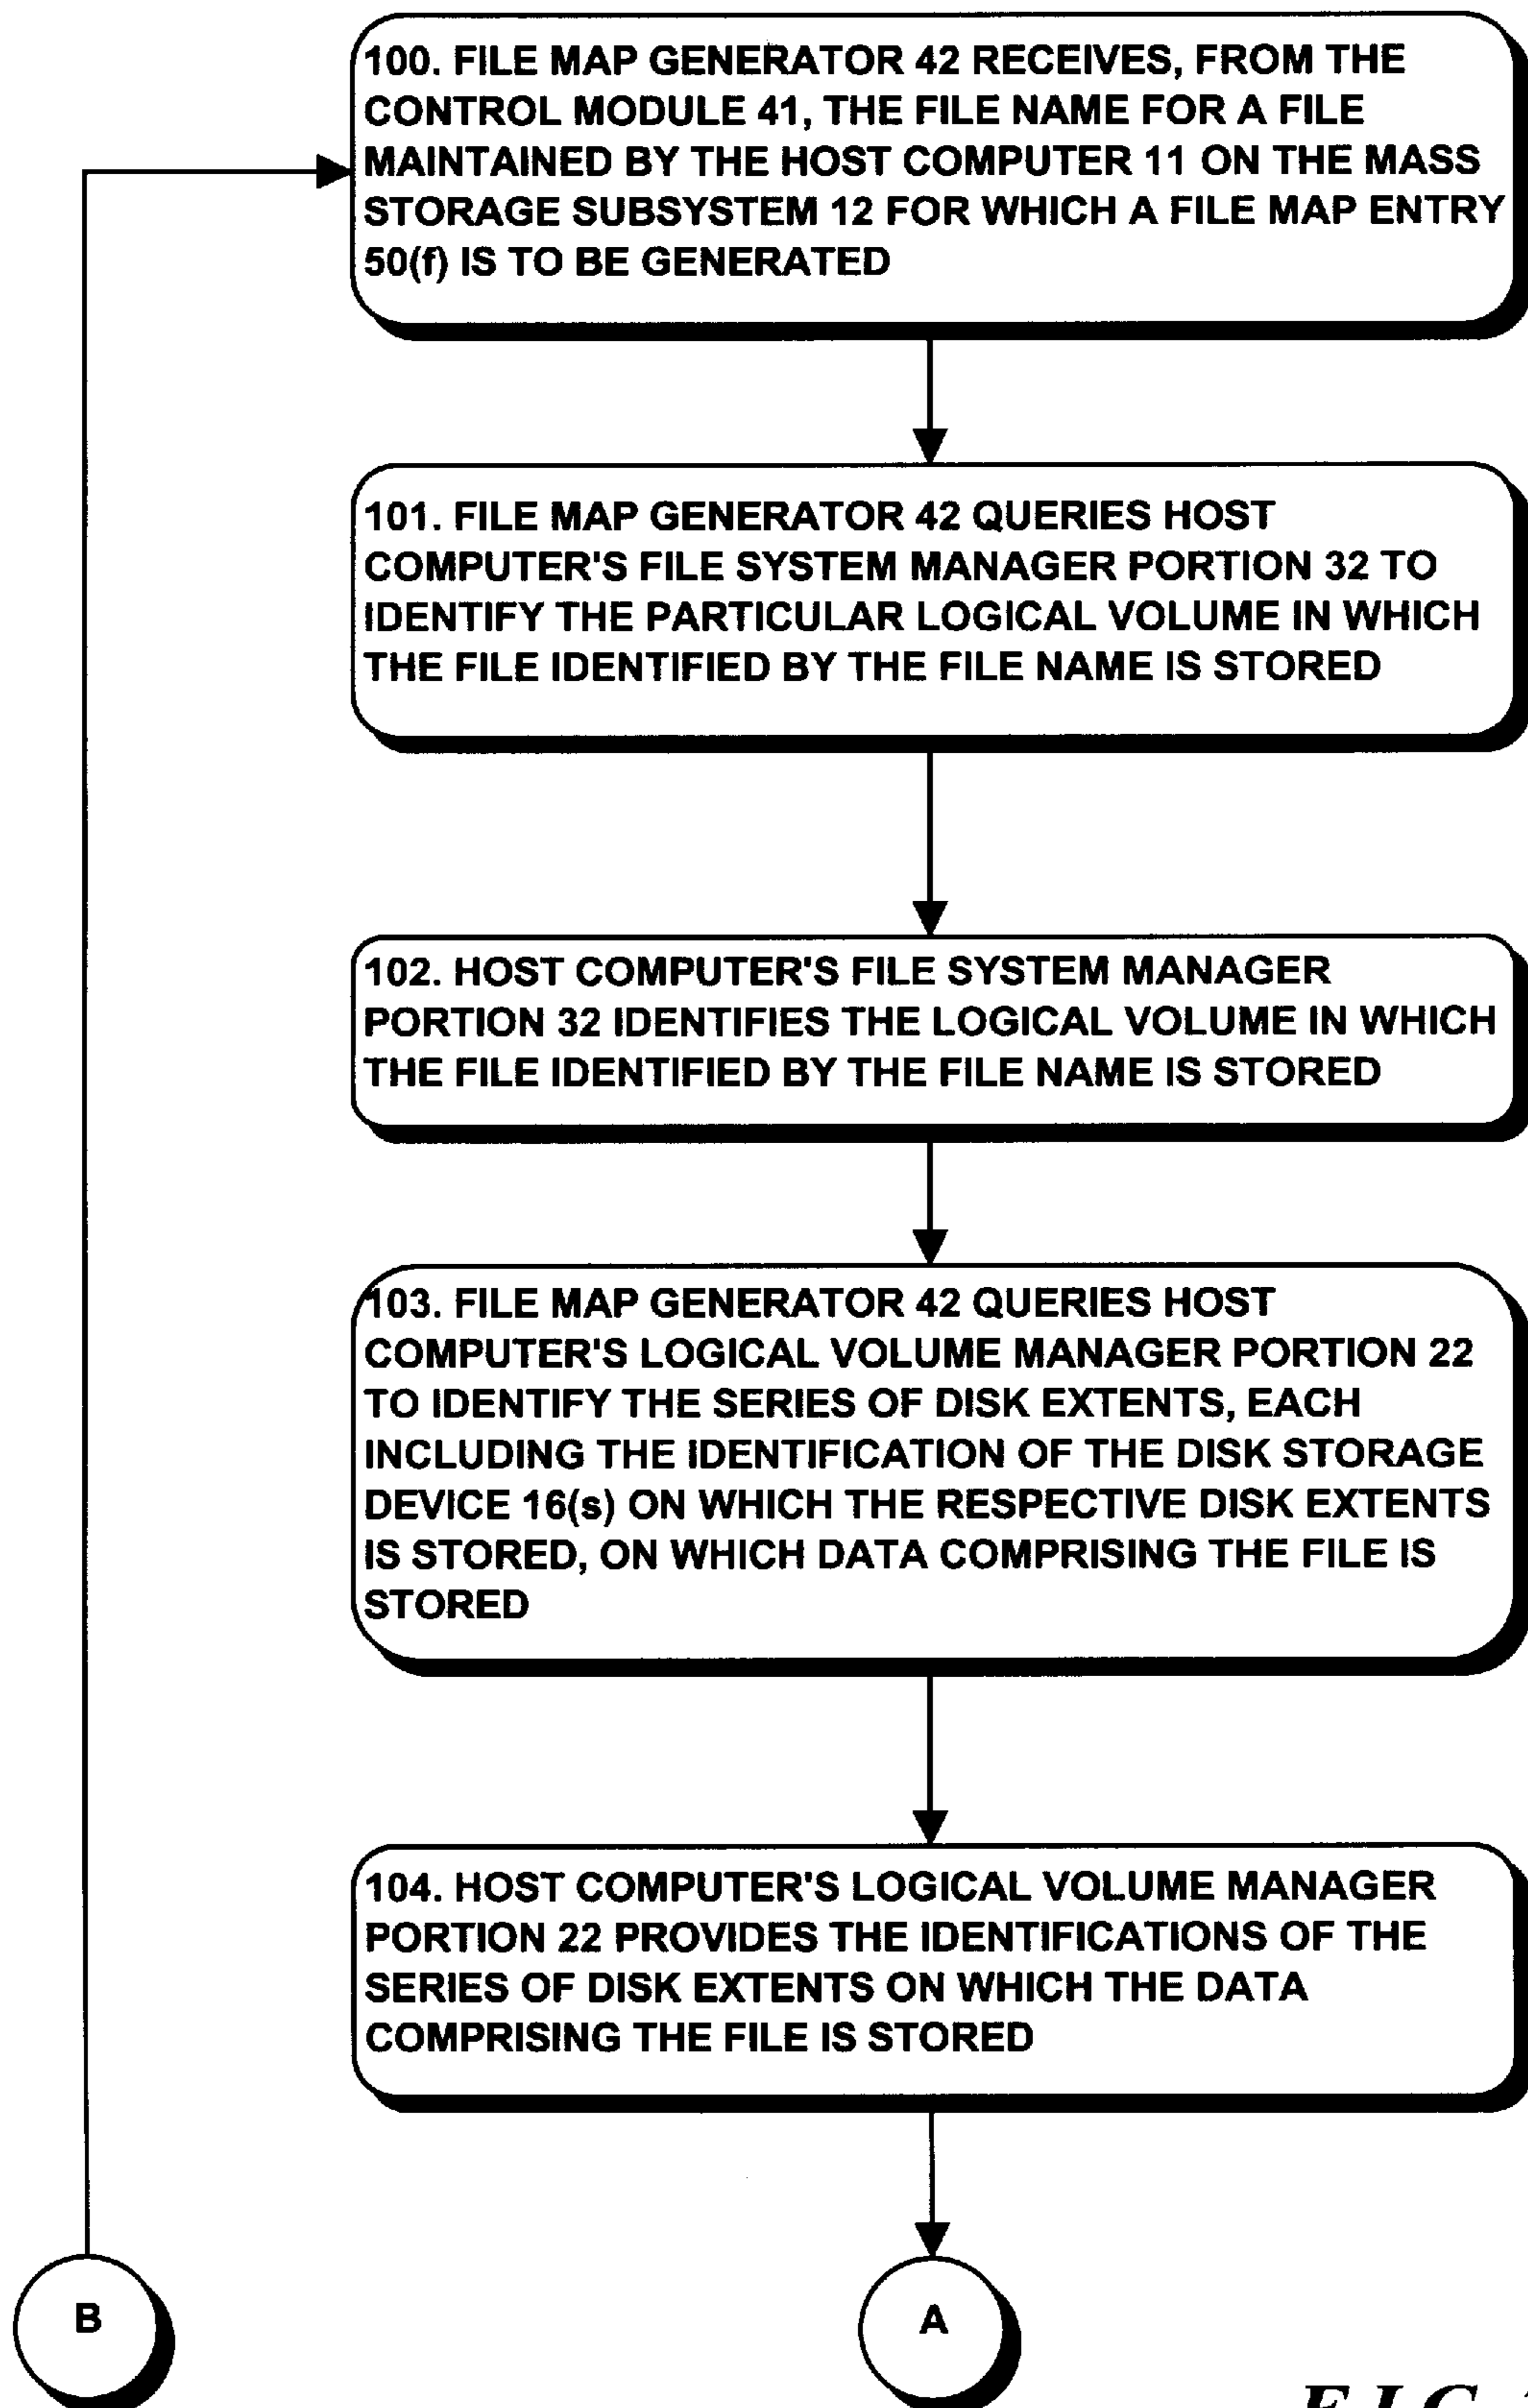 100. FILE MAP GENERATOR 42 RECEIVES, FROM THE
CONTROL MODULE 41, THE FILE NAME FOR A FILE
MAINTAINED BY THE HOST COMPUTER 11 ON THE MASS
STORAGE SUBSYSTEM 12 FOR WHICH A FILE MAP ENTRY
50(f) IS TO BE GENERATED
101. FILE MAP GENERATOR 42 QUERIES HOST
COMPUTER'S FILE SYSTEM MANAGER PORTION 32 TO
IDENTIFY THE PARTICULAR LOGICAL VOLUME IN WHICH
THE FILE IDENTIFIED BY THE FILE NAME IS STORED
102. HOST COMPUTER'S FILE SYSTEM MANAGER
PORTION 32 IDENTIFIES THE LOGICAL VOLUME IN WHICH
THE FILE IDENTIFIED BY THE FILE NAME IS STORED
103. FILE MAP GENERATOR 42 QUERIES HOST
COMPUTER'S LOGICAL VOLUME MANAGER PORTION 22
TO IDENTIFY THE SERIES OF DISK EXTENTS, EACH
INCLUDING THE IDENTIFICATION OF THE DISK STORAGE
DEVICE 16(s) ON WHICH THE RESPECTIVE DISK EXTENTS
IS STORED, ON WHICH DATA COMPRISING THE FILE IS
STORED
104. HOST COMPUTER'S LOGICAL VOLUME MANAGER
PORTION 22 PROVIDES THE IDENTIFICATIONS OF THE
SERIES OF DISK EXTENTS ON WHICH THE DATA
COMPRISING THE FILE IS STORED
B
A